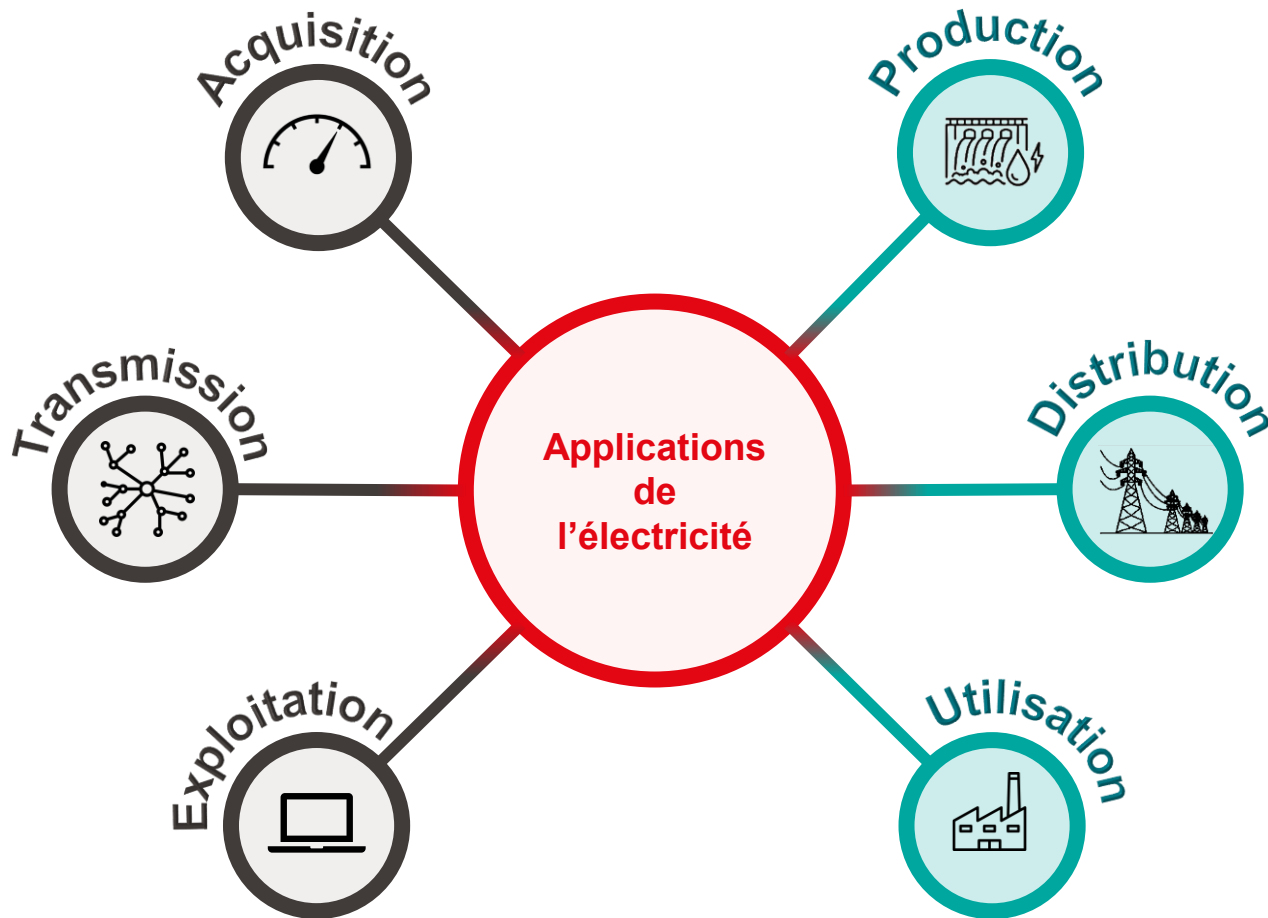 Acquisition
Production
Transmission
Distribution
Applications
de
l’électricité
Exploitation
Utilisation